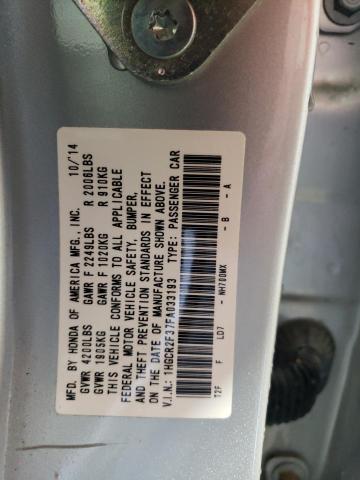 MFD. BY HONDA OF AMERICA MFG., INC. 10/'14
GVWR 4200LBS GAWR F 2249LBS R 2006LBS
GVWR 1905KG GAWR F 1020KG R 910KG
THIS VEHICLE CONFORMS TO ALL APPLICABLE
FEDERAL MOTOR VEHICLE SAFETY, BUMPER,
AND THEFT PREVENTION STANDARDS IN EFFECT
ON THE DATE OF MANUFACTURE SHOWN ABOVE.
V.I.N.: 1HGCR2F37FA033193 TYPE: PASSENGER CAR
T2F F LD7 - NH700MX - B - A